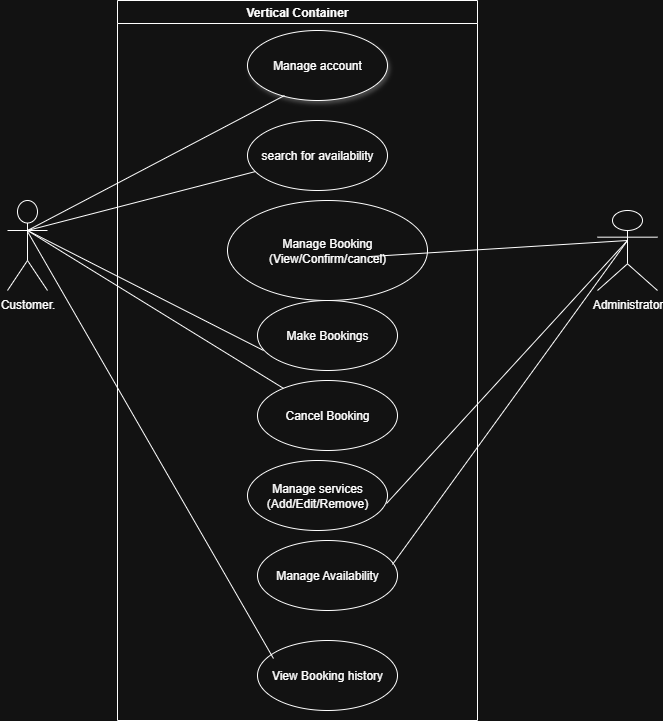 Vertical Container
Manage account
search for availability
Manage Booking
(View/Confirm/cancel)
Customer.
Administrator
Make Bookings
Cancel Booking
Manage services
(Add/Edit/Remove)
Manage Availability
View Booking history